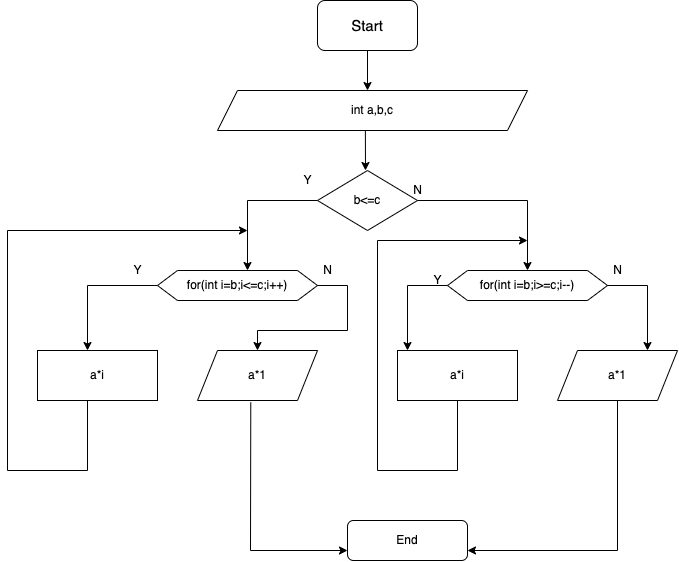 Start
int a,b,c
b<=c
Y
N
for(int i=b;i<=c;i++)
Y
N
for(int i=b;i>=c;i--)
Y
N
a*i
a*1
a*i
a*1
End